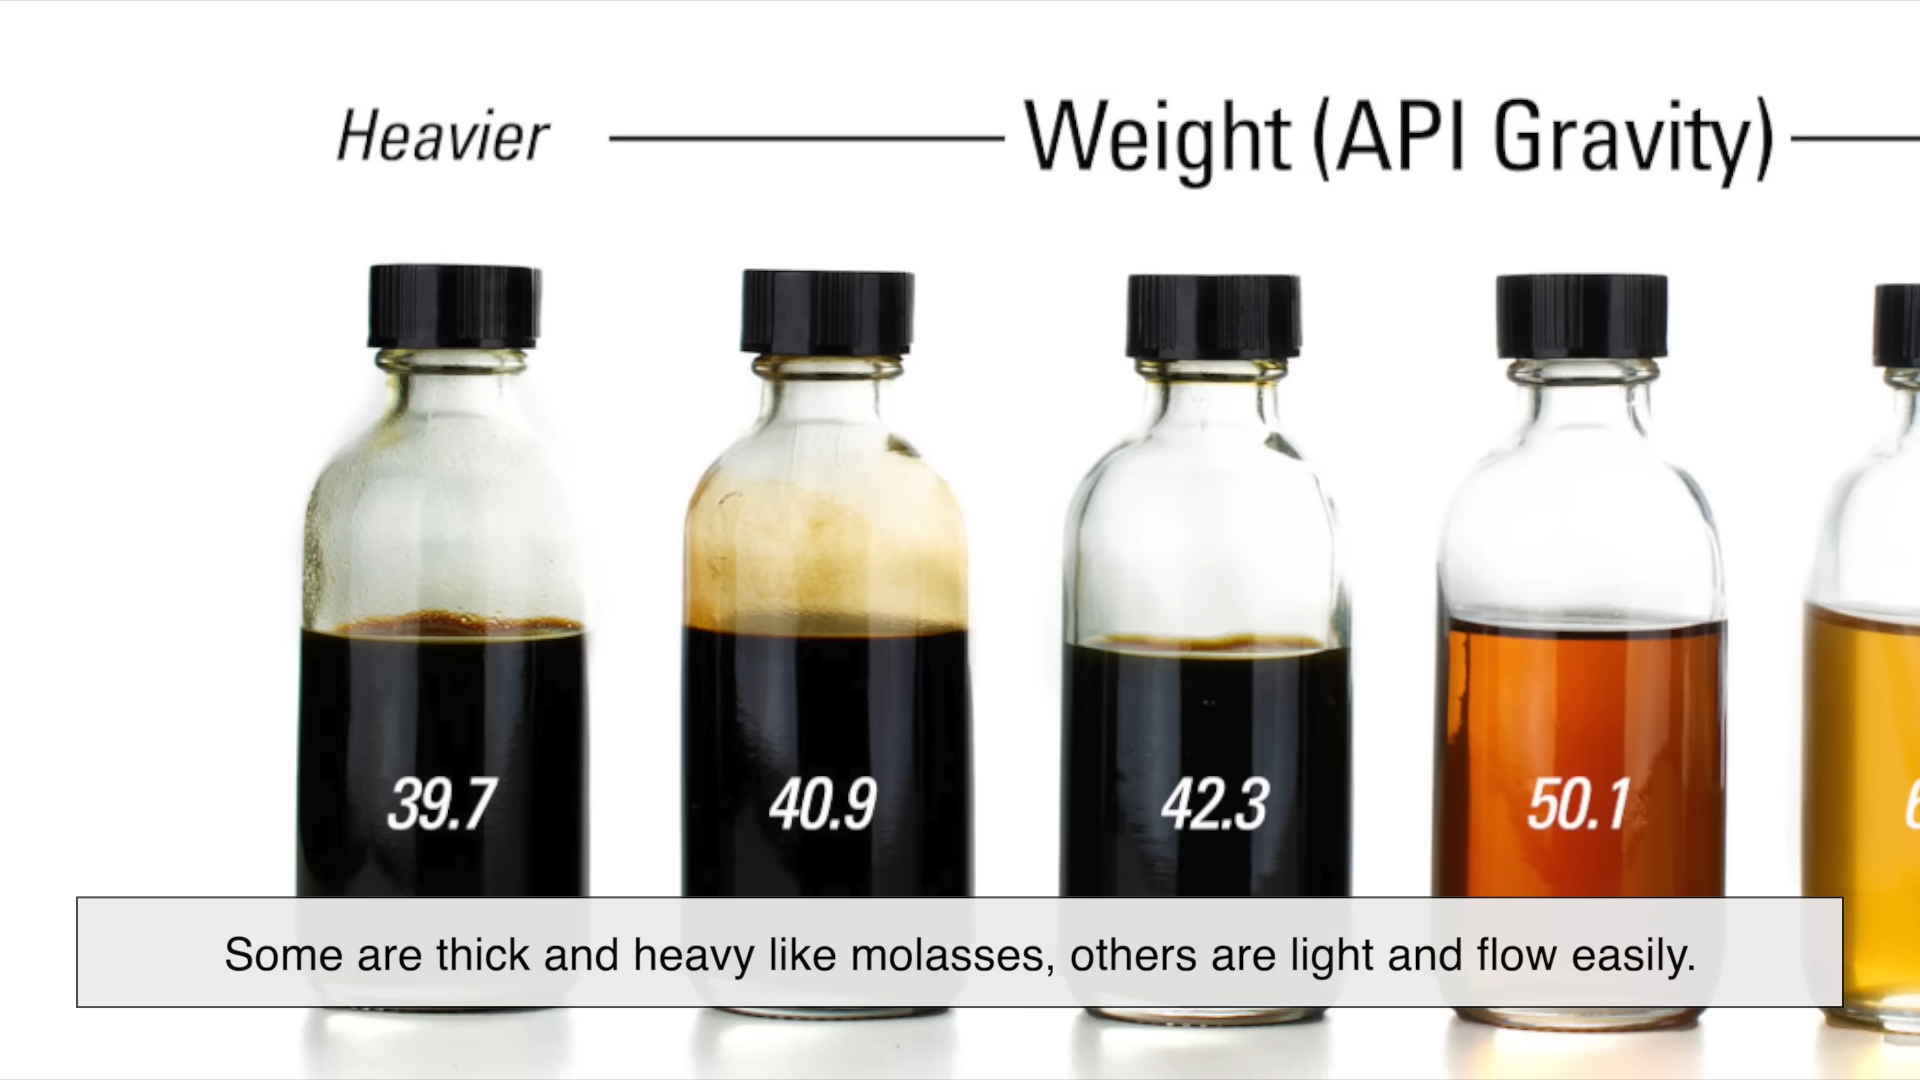 Heavier
Weight (API Gravity)
39.7
40.9
42.3
50.1
Some are thick and heavy like molasses, others are light and flow easily.